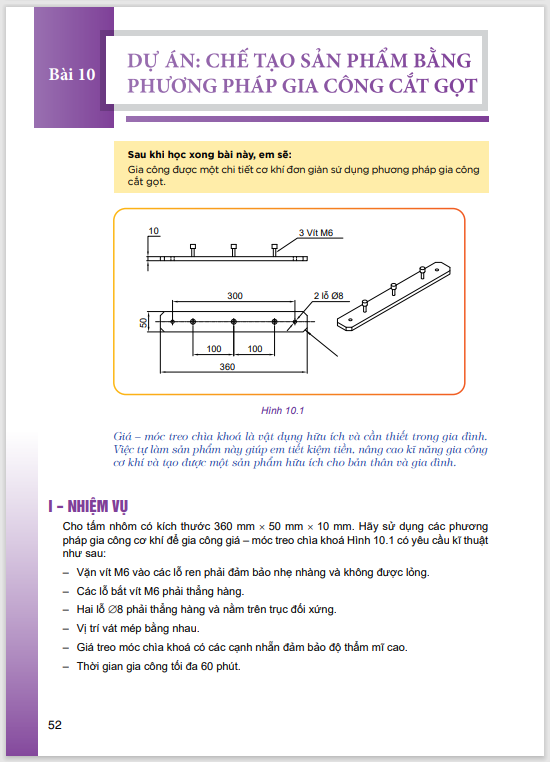 Bài 10
DỰ ÁN: CHẾ TẠO SẢN PHẨM BẰNG
PHƯƠNG PHÁP GIA CÔNG CẮT GỌT
Sau khi học xong bài này, em sẽ:
Gia công được một chi tiết cơ khí đơn giản sử dụng phương pháp gia công
cắt gọt.
10
3 Vít M6
300
2 lỗ Ø8
50
100
100
360
Hình 10.1
Giá – móc treo chìa khoá là vật dụng hữu ích và cần thiết trong gia đình.
Việc tự làm sản phẩm này giúp em tiết kiệm tiền, nâng cao kĩ năng gia công
cơ khí và tạo được một sản phẩm hữu ích cho bản thân và gia đình.
I – NHIỆM VỤ
Cho tấm nhôm có kích thước 360 mm × 50 mm × 10 mm. Hãy sử dụng các phương
pháp gia công cơ khí để gia công giá – móc treo chìa khoá Hình 10.1 có yêu cầu kĩ thuật
như sau:
– Vặn vít M6 vào các lỗ ren phải đảm bảo nhẹ nhàng và không được lỏng.
– Các lỗ bắt vít M6 phải thẳng hàng.
– Hai lỗ ∅8 phải thẳng hàng và nằm trên trục đối xứng.
– Vị trí vát mép bằng nhau.
– Giá treo móc chìa khoá có các cạnh nhẵn đảm bảo độ thẩm mĩ cao.
– Thời gian gia công tối đa 60 phút.
52